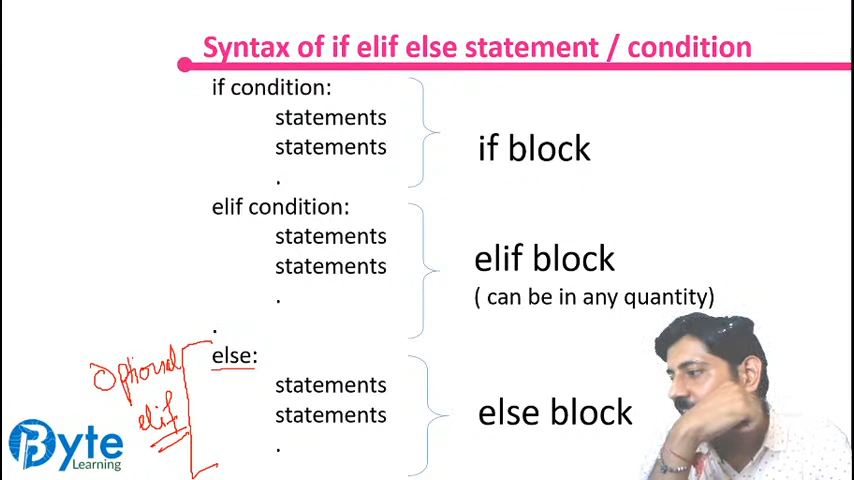 Syntax of if elif else statement / condition
if condition:
statements
statements
.
if block
elif condition:
statements
statements
.
elif block
( can be in any quantity)
.
else:
statements
statements
.
else block
Optional
elif
Byte
Learning